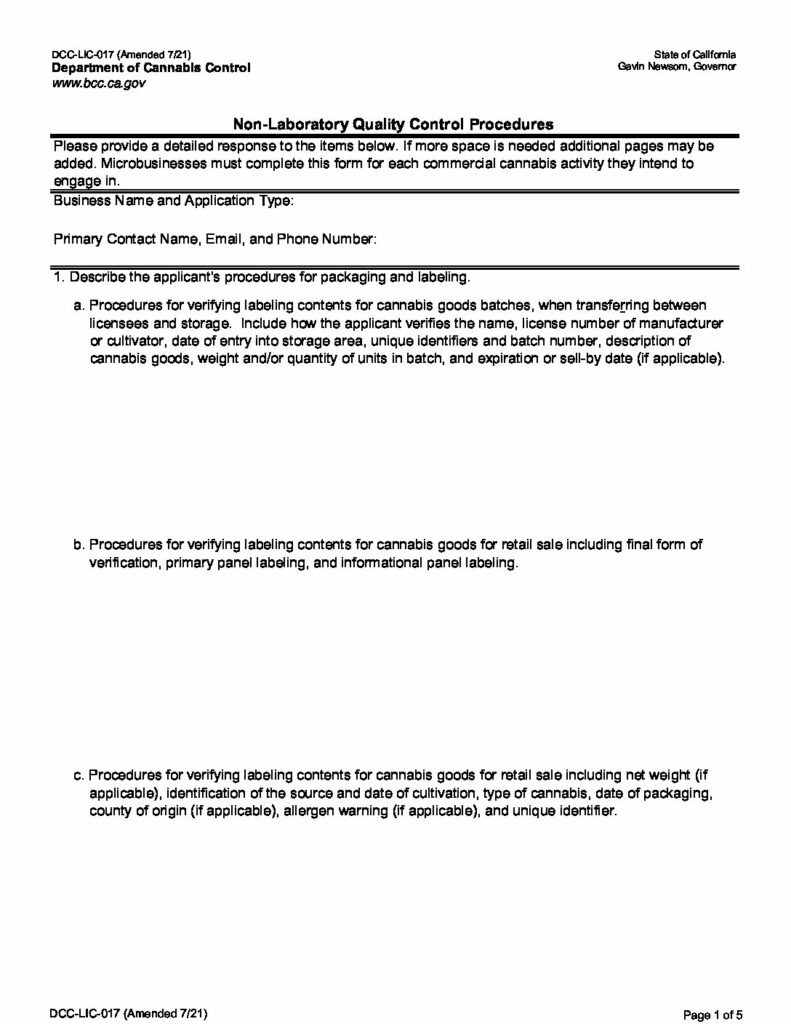 DCC-LIC-017 (Amended 7/21)
Department of Cannabis Control
www.bcc.ca.gov
State of California
Gavin Newsom, Governor
Non-Laboratory Quality Control Procedures
Please provide a detailed response to the items below. If more space is needed additional pages may be
added. Microbusinesses must complete this form for each commercial cannabis activity they intend to
engage in.
Business Name and Application Type:
Primary Contact Name, Email, and Phone Number:
1. Describe the applicant's procedures for packaging and labeling.
a. Procedures for verifying labeling contents for cannabis goods batches, when transferring between
licensees and storage. Include how the applicant verifies the name, license number of manufacturer
or cultivator, date of entry into storage area, unique identifiers and batch number, description of
cannabis goods, weight and/or quantity of units in batch, and expiration or sell-by date (if applicable).
b. Procedures for verifying labeling contents for cannabis goods for retail sale including final form of
verification, primary panel labeling, and informational panel labeling.
c. Procedures for verifying labeling contents for cannabis goods for retail sale including net weight (if
applicable), identification of the source and date of cultivation, type of cannabis, date of packaging,
county of origin (if applicable), allergen warning (if applicable), and unique identifier.
DCC-LIC-017 (Amended 7/21)
Page 1 of 5